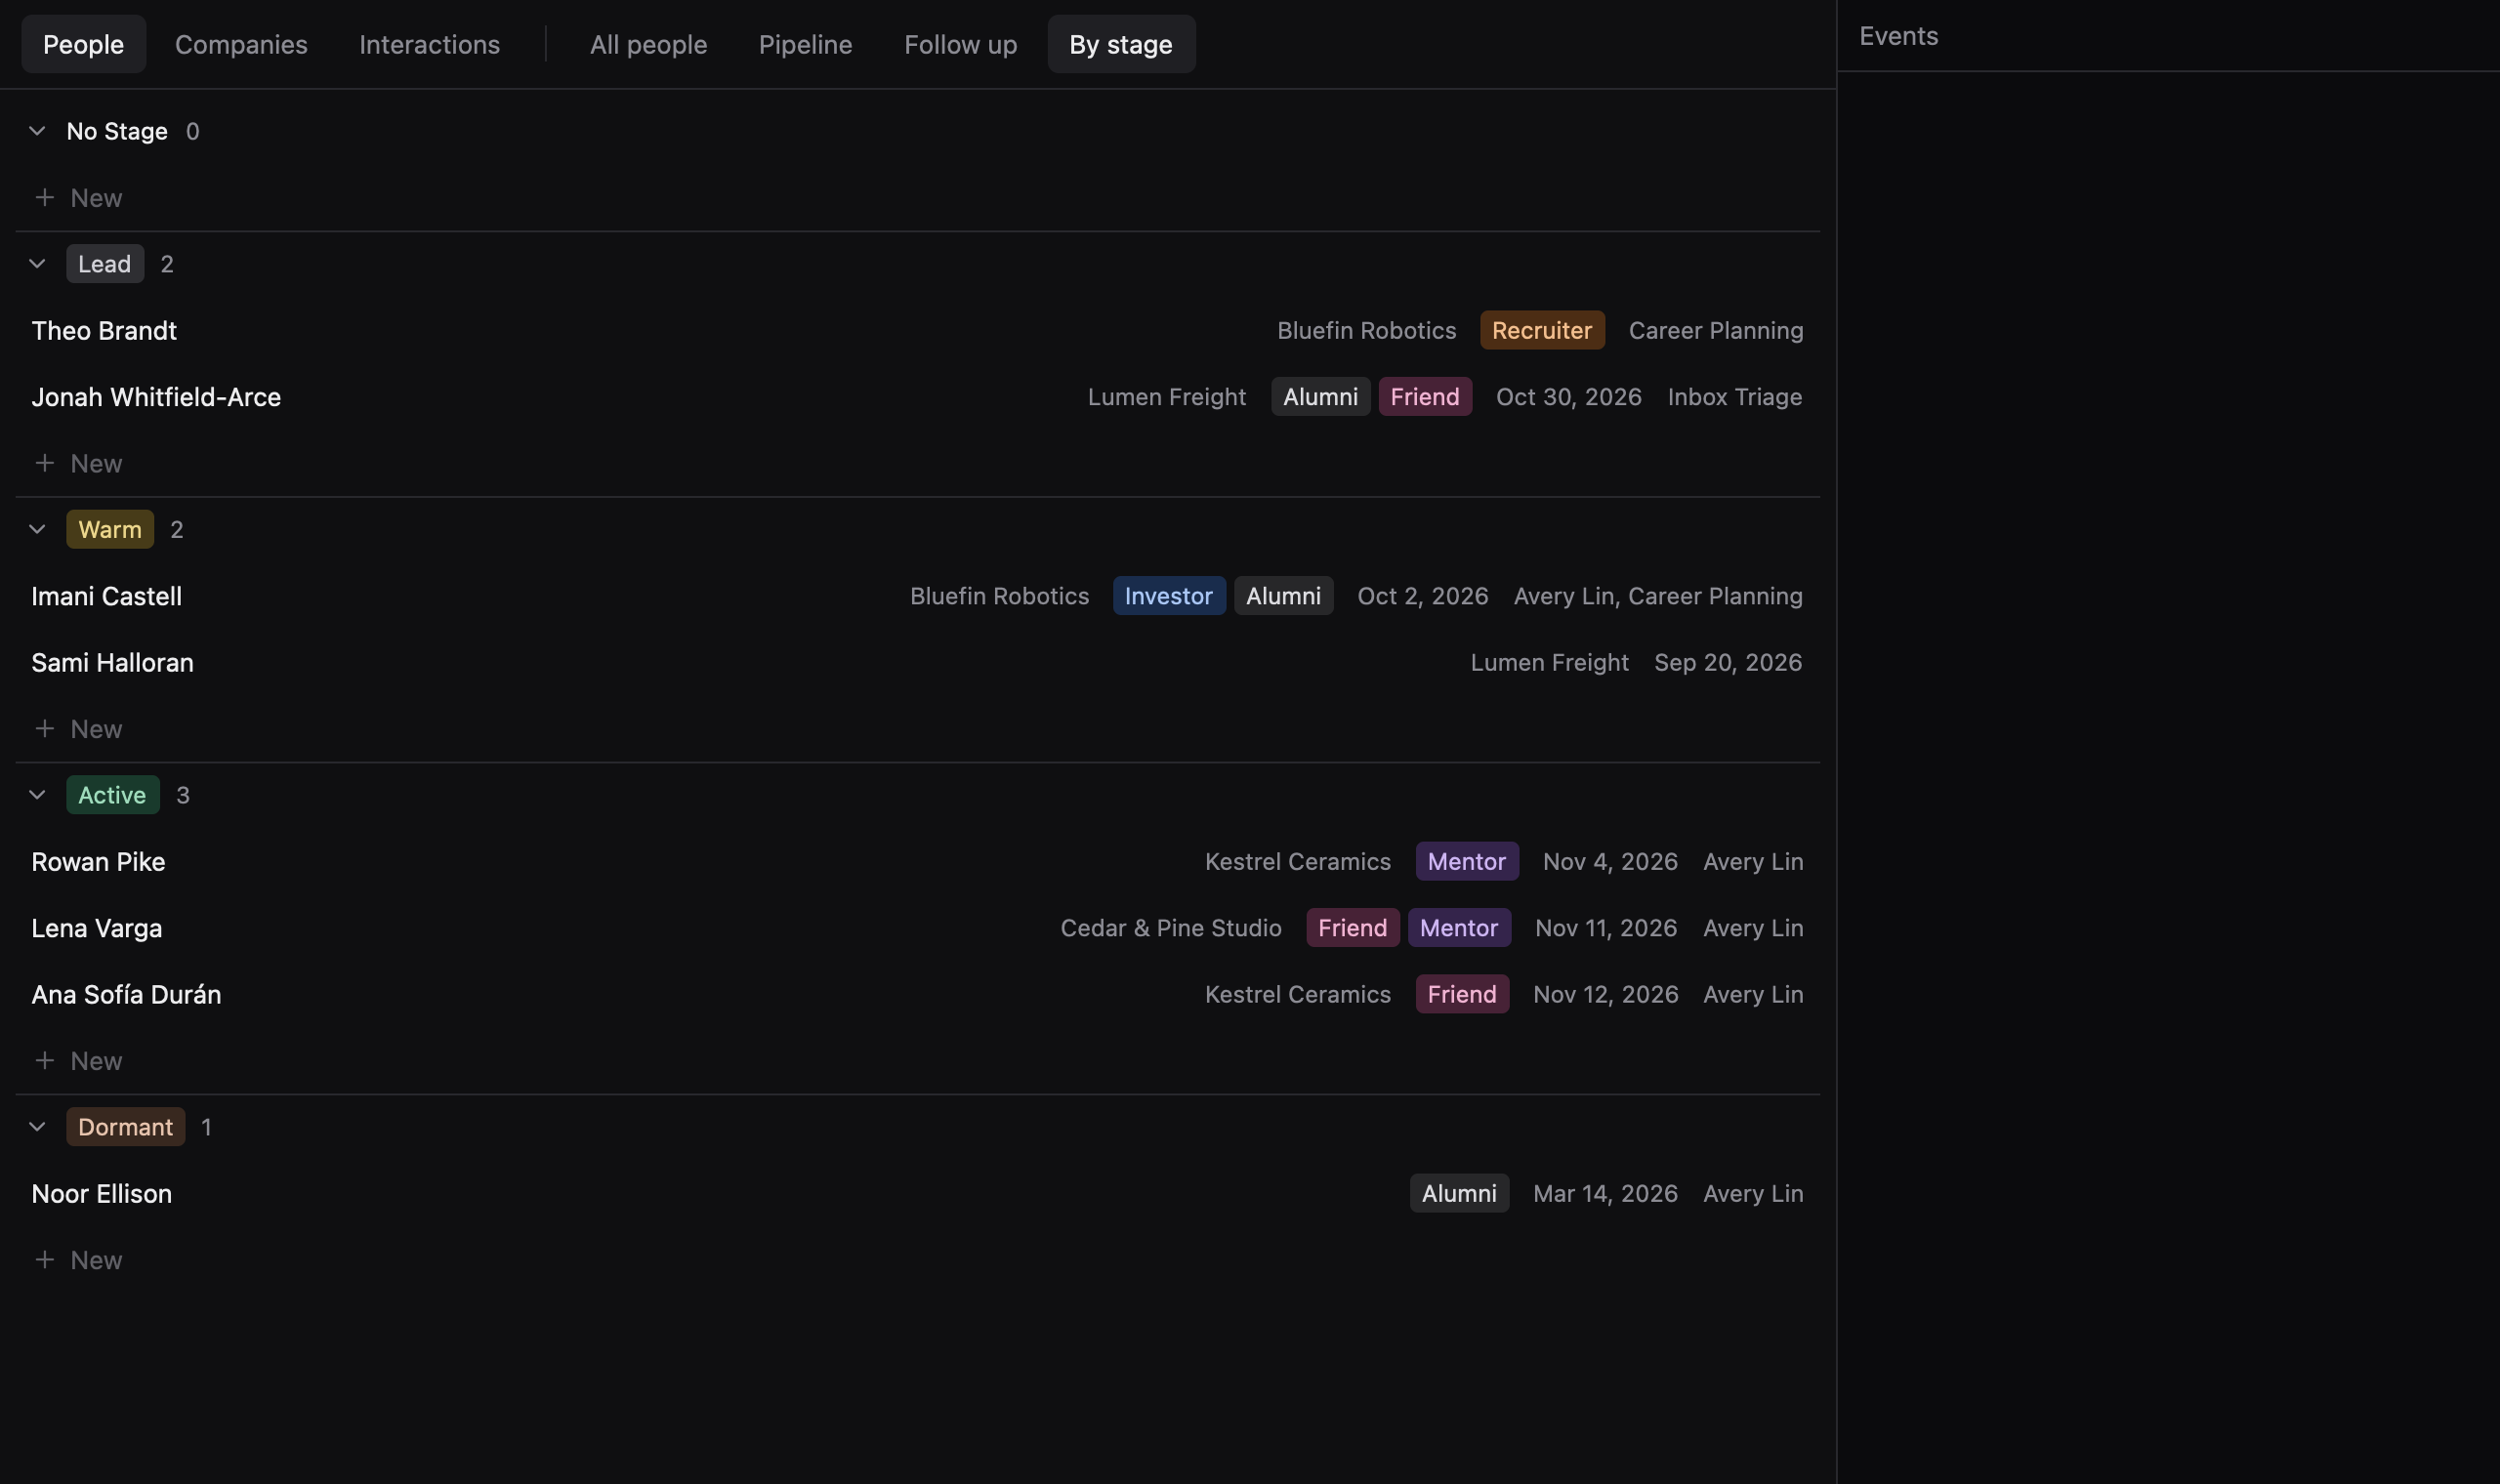 People Companies Interactions All people Pipeline Follow up By stage
Events
No Stage 0
New
Lead 2
Theo Brandt Bluefin Robotics Recruiter Career Planning
Jonah Whitfield-Arce Lumen Freight Alumni Friend Oct 30, 2026 Inbox Triage
New
Warm 2
Imani Castell Bluefin Robotics Investor Alumni Oct 2, 2026 Avery Lin, Career Planning
Sami Halloran Lumen Freight Sep 20, 2026
New
Active 3
Rowan Pike Kestrel Ceramics Mentor Nov 4, 2026 Avery Lin
Lena Varga Cedar & Pine Studio Friend Mentor Nov 11, 2026 Avery Lin
Ana Sofía Durán Kestrel Ceramics Friend Nov 12, 2026 Avery Lin
New
Dormant 1
Noor Ellison Alumni Mar 14, 2026 Avery Lin
New